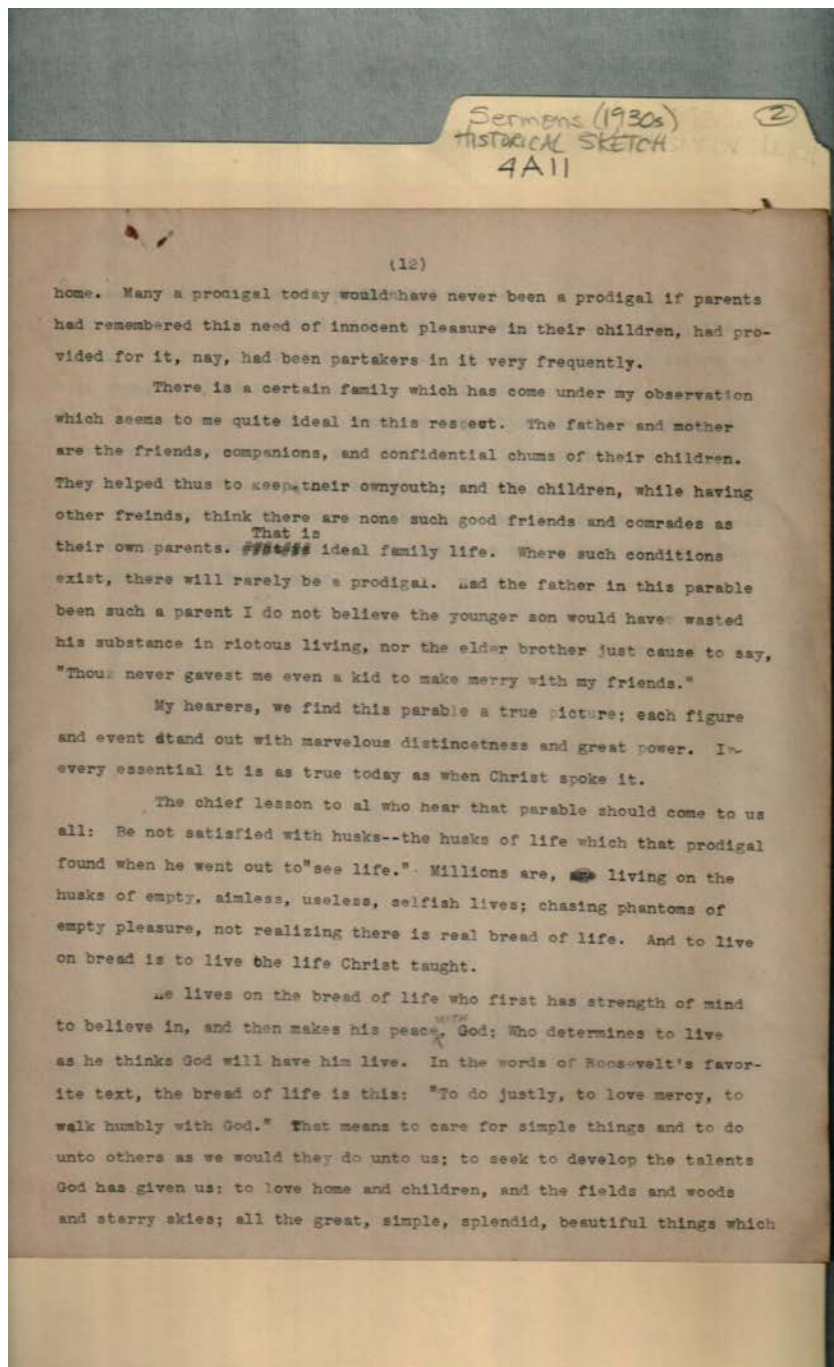 Sermons (1930s) 2
HISTORICAL SKETCH
4A11
(12)
home. Many a prodigal today would have never been a prodigal if parents
had remembered this need of innocent pleasure in their children, had pro-
vided for it, nay, had been partakers in it very frequently.
There is a certain family which has come under my observation
which seems to me quite ideal in this respect. The father and mother
are the friends, companions, and confidential chums of their children.
They helped thus to keep their ownyouth; and the children, while having
other freinds, think there are none such good friends and comrades as
That is
their own parents. ideal family life. Where such conditions
exist, there will rarely be a prodigal. Had the father in this parable
been such a parent I do not believe the younger son would have wasted
his substance in riotous living, nor the elder brother just cause to say,
"Thou never gavest me even a kid to make merry with my friends."
My hearers, we find this parable a true picture; each figure
and event stand out with marvelous distincetness and great power. In
every essential it is as true today as when Christ spoke it.
The chief lesson to al who hear that parable should come to us
all: Be not satisfied with husks--the husks of life which that prodigal
found when he went out to"see life." Millions are, living on the
husks of empty, aimless, useless, selfish lives; chasing phantoms of
empty pleasure, not realizing there is real bread of life. And to live
on bread is to live the life Christ taught.
He lives on the bread of life who first has strength of mind
WITH
to believe in, and then makes his peace, God; Who determines to live
as he thinks God will have him live. In the words of Roosevelt's favor-
ite text, the bread of life is this: "To do justly, to love mercy, to
walk humbly with God." That means to care for simple things and to do
unto others as we would they do unto us; to seek to develop the talents
God has given us: to love home and children, and the fields and woods
and starry skies; all the great, simple, splendid, beautiful things which